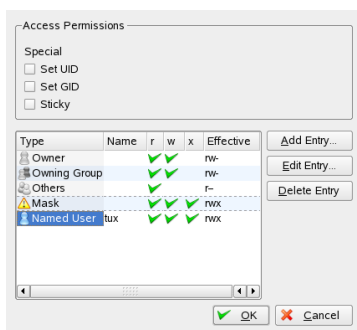 Access Permissions
Special
Set UID
Set GID
Sticky
Type Name r w x Effective
Owner rw-
Owning Group rw-
Others r--
Mask rwx
Named User tux rwx
Add Entry...
Edit Entry...
Delete Entry
OK
Cancel